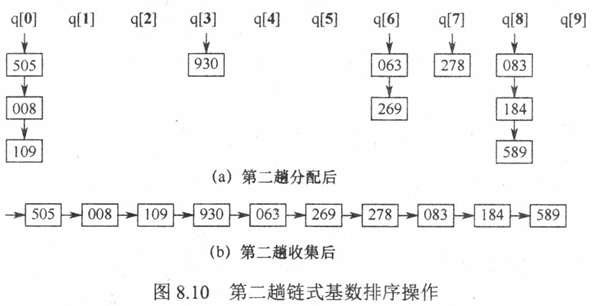 q[0] q[1] q[2] q[3] q[4] q[5] q[6] q[7] q[8] q[9]
505 930 063 278 083
008 269 184
109 589
(a) 第二趟分配后
505 008 109 930 063 269 278 083 184 589
(b) 第二趟收集后
图 8.10 第二趟链式基数排序操作